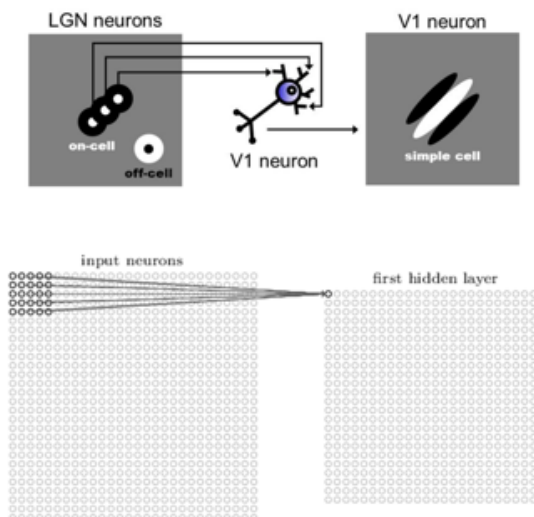 LGN neurons
V1 neuron
on-cell
off-cell
V1 neuron
simple cell
input neurons
first hidden layer